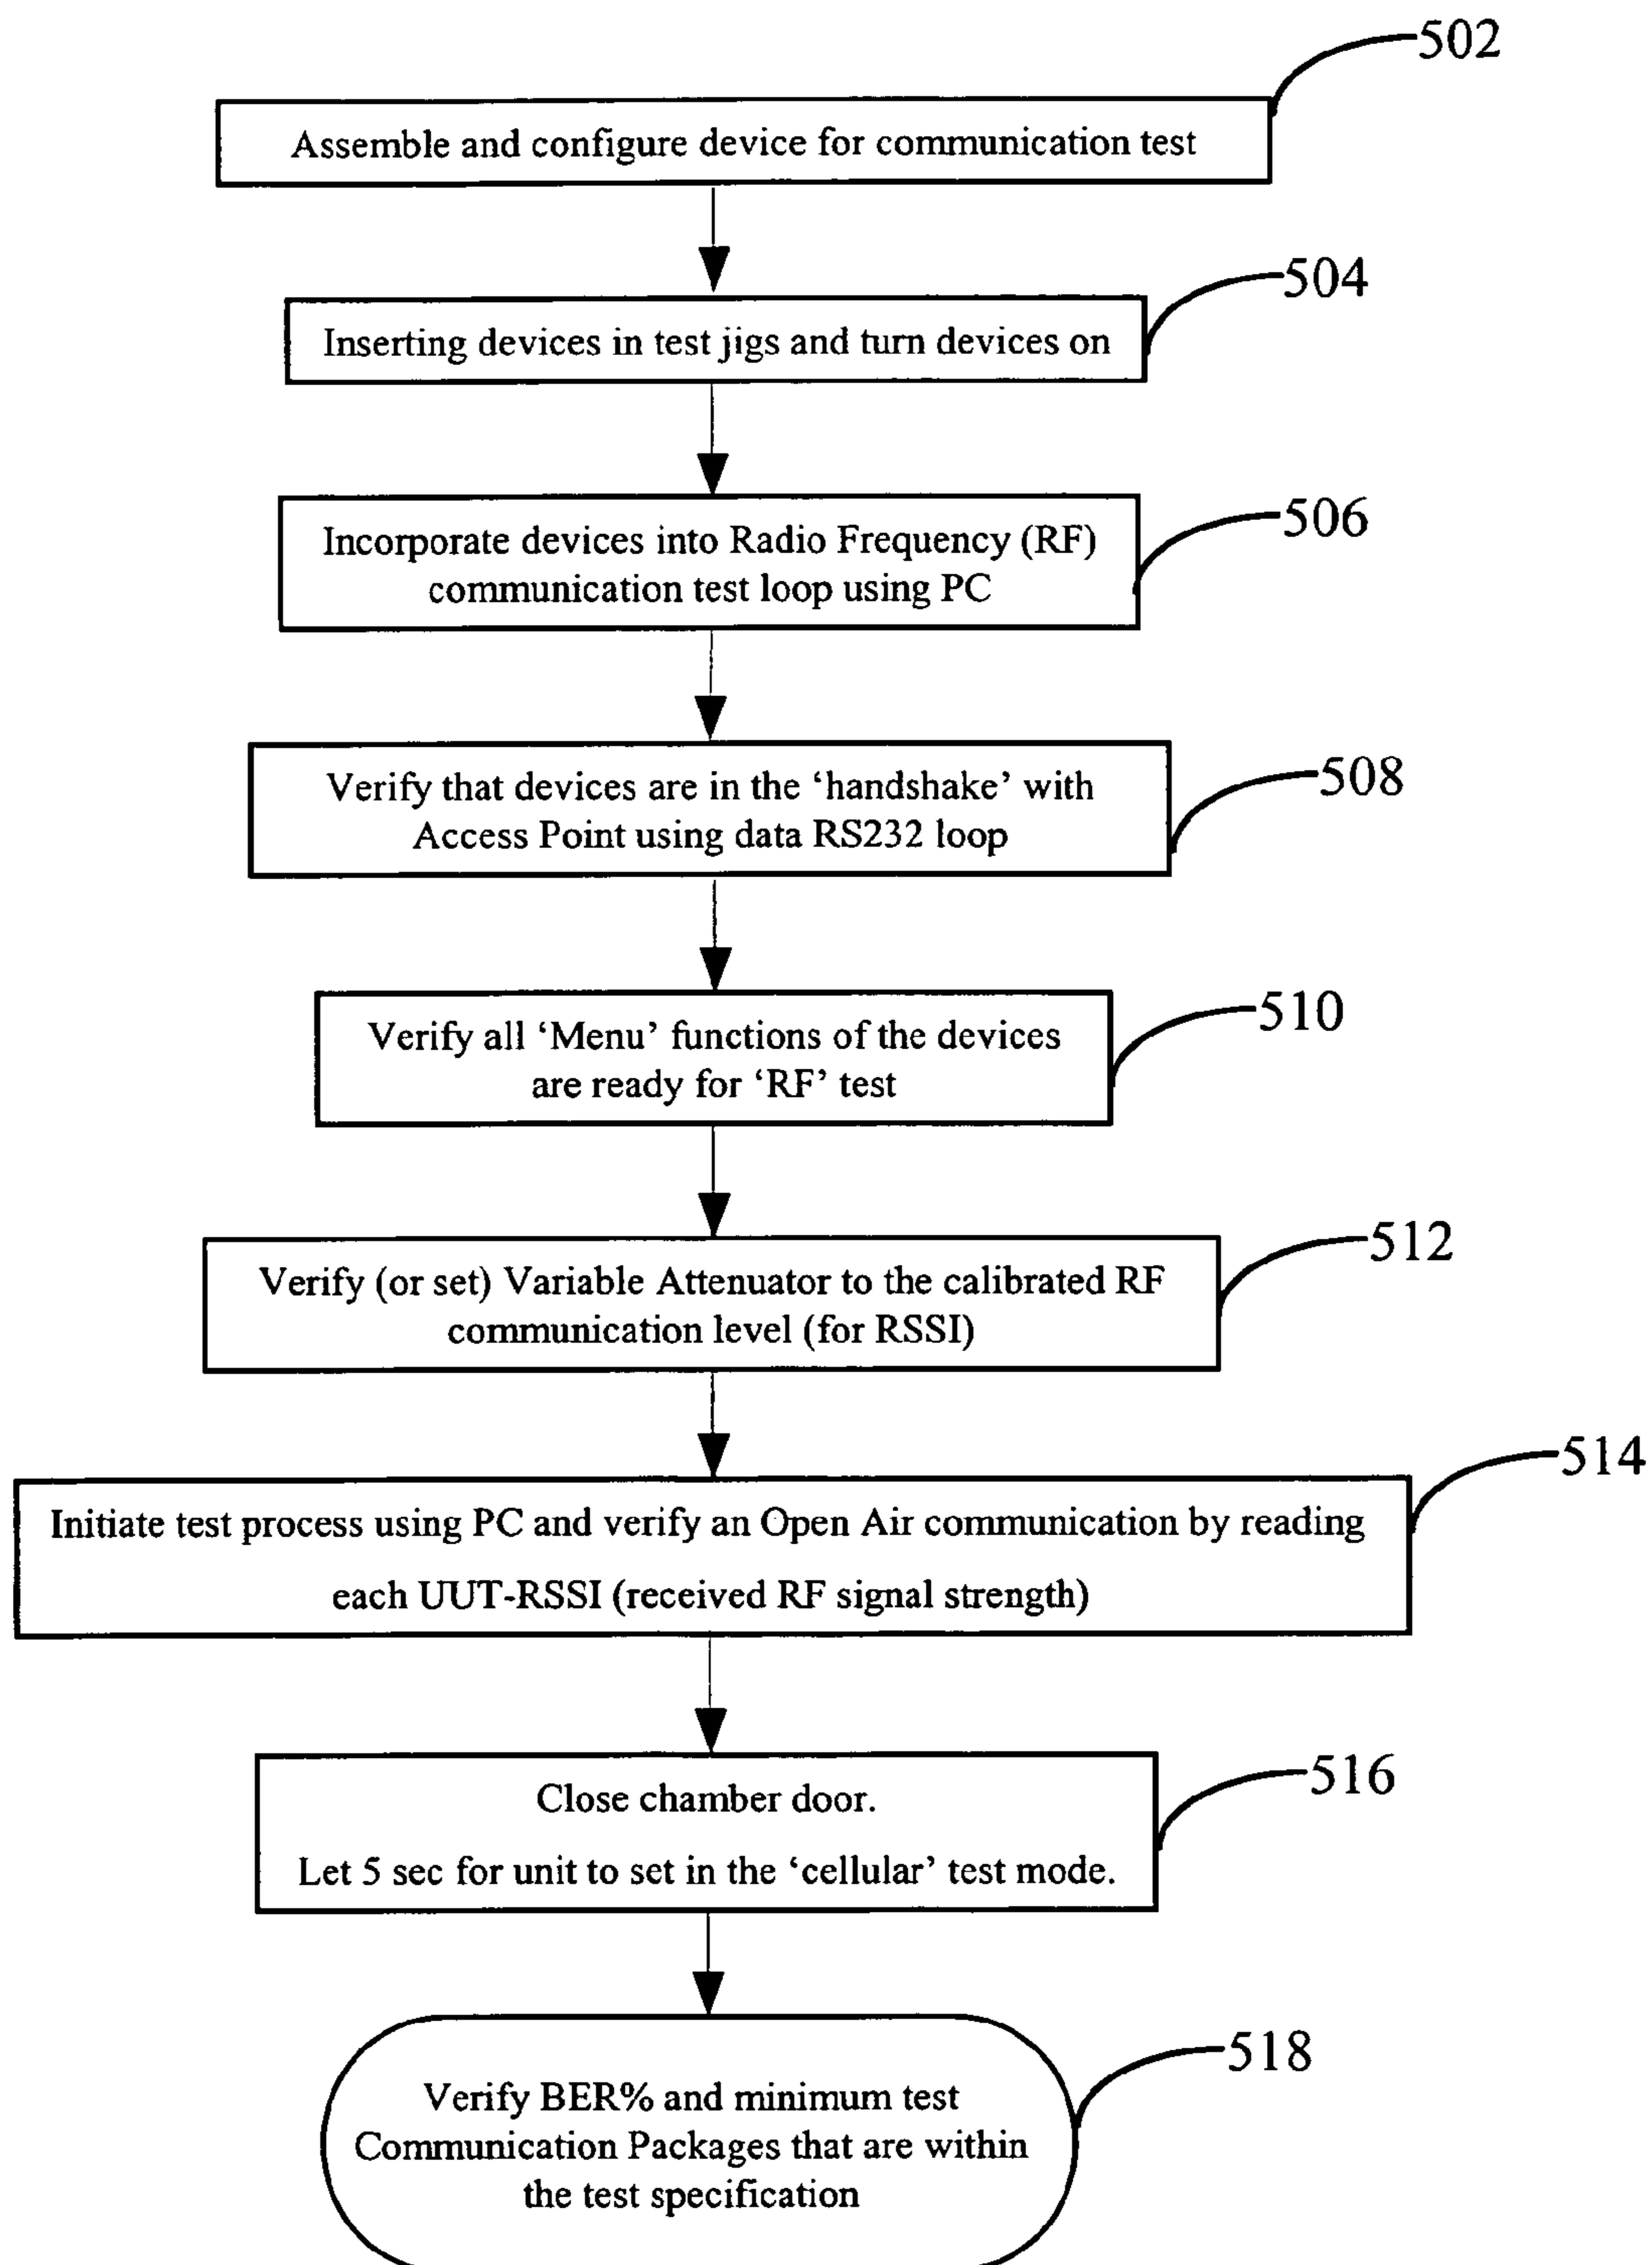 502
Assemble and configure device for communication test
504
Inserting devices in test jigs and turn devices on
506
Incorporate devices into Radio Frequency (RF)
communication test loop using PC
508
Verify that devices are in the ‘handshake’ with
Access Point using data RS232 loop
510
Verify all ‘Menu’ functions of the devices
are ready for ‘RF’ test
512
Verify (or set) Variable Attenuator to the calibrated RF
communication level (for RSSI)
514
Initiate test process using PC and verify an Open Air communication by reading
each UUT-RSSI (received RF signal strength)
516
Close chamber door.
Let 5 sec for unit to set in the ‘cellular’ test mode.
518
Verify BER% and minimum test
Communication Packages that are within
the test specification